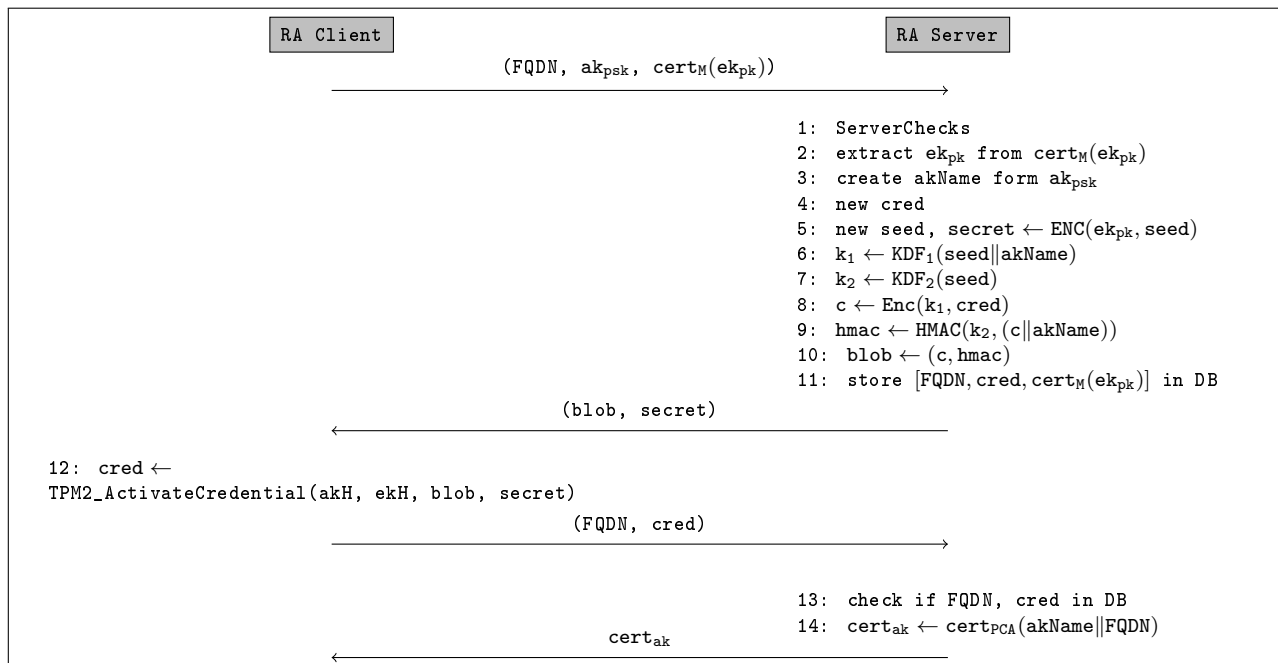 RA Client
RA Server
(FQDN, ak_psk, cert_M(ek_pk))
1: ServerChecks
2: extract ek_pk from cert_M(ek_pk)
3: create akName form ak_psk
4: new cred
5: new seed, secret ← ENC(ek_pk, seed)
6: k_1 ← KDF_1(seed‖akName)
7: k_2 ← KDF_2(seed)
8: c ← Enc(k_1, cred)
9: hmac ← HMAC(k_2, (c‖akName))
10: blob ← (c, hmac)
11: store [FQDN, cred, cert_M(ek_pk)] in DB
(blob, secret)
12: cred ←
TPM2_ActivateCredential(akH, ekH, blob, secret)
(FQDN, cred)
13: check if FQDN, cred in DB
14: cert_ak ← cert_PCA(akName‖FQDN)
cert_ak